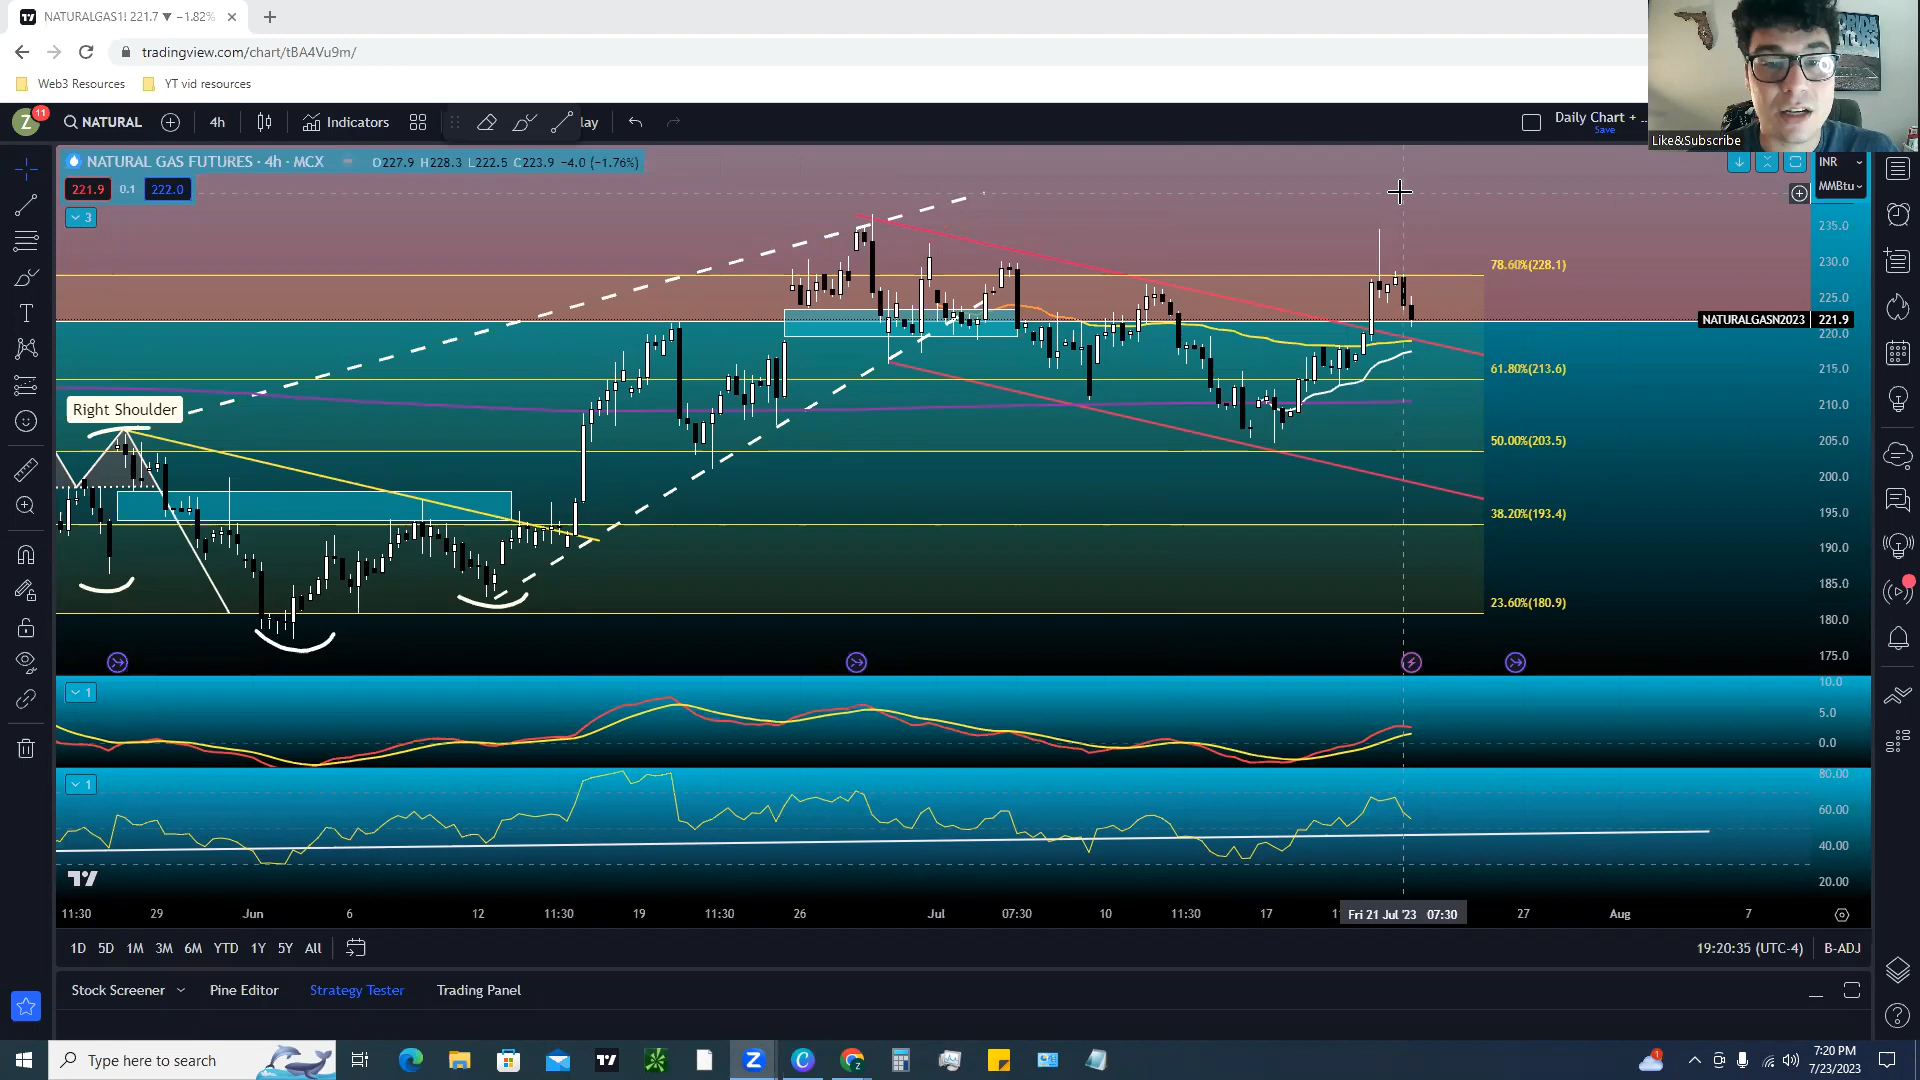 NATURALGAS1! 221.7 ▼ −1.82%
tradingview.com/chart/tBA4Vu9m/
Web3 Resources
YT vid resources
Like&Subscribe
Z
11
NATURAL
4h
Indicators
lay
Daily Chart + ...
Save
NATURAL GAS FUTURES · 4h · MCX
O227.9 H228.3 L222.5 C223.9 −4.0 (−1.76%)
INR
MMBtu
221.9
0.1
222.0
3
235.0
230.0
225.0
220.0
215.0
210.0
205.0
200.0
195.0
190.0
185.0
180.0
175.0
78.60%(228.1)
NATURALGASN2023
221.9
61.80%(213.6)
Right Shoulder
50.00%(203.5)
38.20%(193.4)
23.60%(180.9)
1
10.0
5.0
0.0
1
80.00
60.00
40.00
20.00
11:30
29
Jun
6
12
11:30
19
11:30
26
Jul
07:30
10
11:30
17
Fri 21 Jul '23 07:30
27
Aug
7
1D
5D
1M
3M
6M
YTD
1Y
5Y
All
19:20:35 (UTC-4)
B-ADJ
Stock Screener
Pine Editor
Strategy Tester
Trading Panel
Type here to search
7:20 PM
7/23/2023